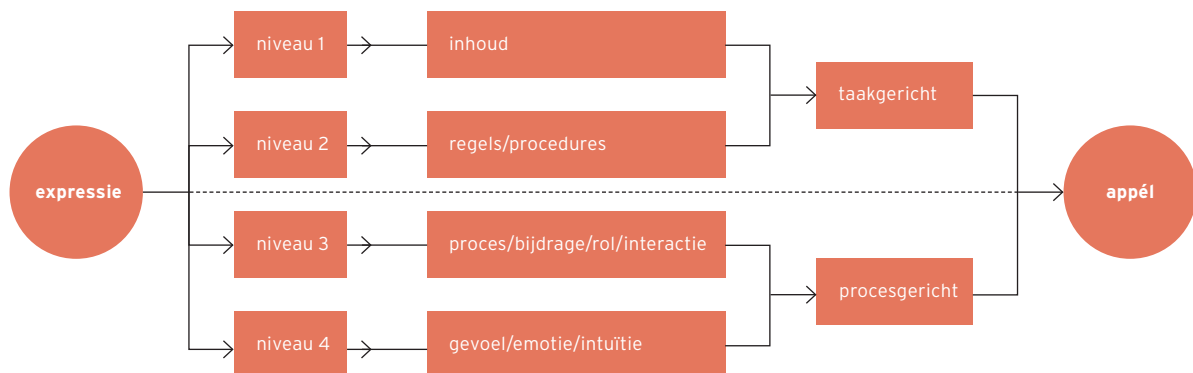 niveau 1
inhoud
taakgericht
niveau 2
regels/procedures
expressie
appél
niveau 3
proces/bijdrage/rol/interactie
procesgericht
niveau 4
gevoel/emotie/intuïtie